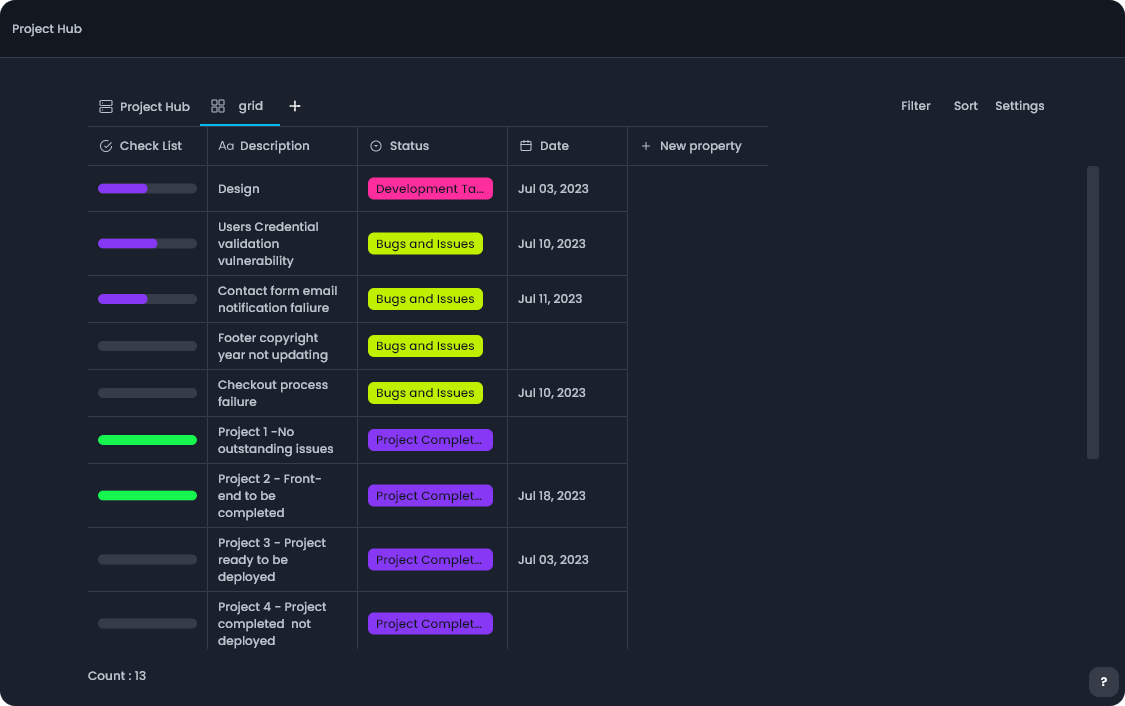 Project Hub
Project Hub
grid
+
Filter
Sort
Settings
Check List
Aa Description
Status
Date
+ New property
Design
Development Ta...
Jul 03, 2023
Users Credential
validation
vulnerability
Bugs and Issues
Jul 10, 2023
Contact form email
notification faliure
Bugs and Issues
Jul 11, 2023
Footer copyright
year not updating
Bugs and Issues
Checkout process
failure
Bugs and Issues
Jul 10, 2023
Project 1 -No
outstanding issues
Project Complet...
Project 2 - Front-
end to be
completed
Project Complet...
Jul 18, 2023
Project 3 - Project
ready to be
deployed
Project Complet...
Jul 03, 2023
Project 4 - Project
completed  not
deployed
Project Complet...
Count : 13
?